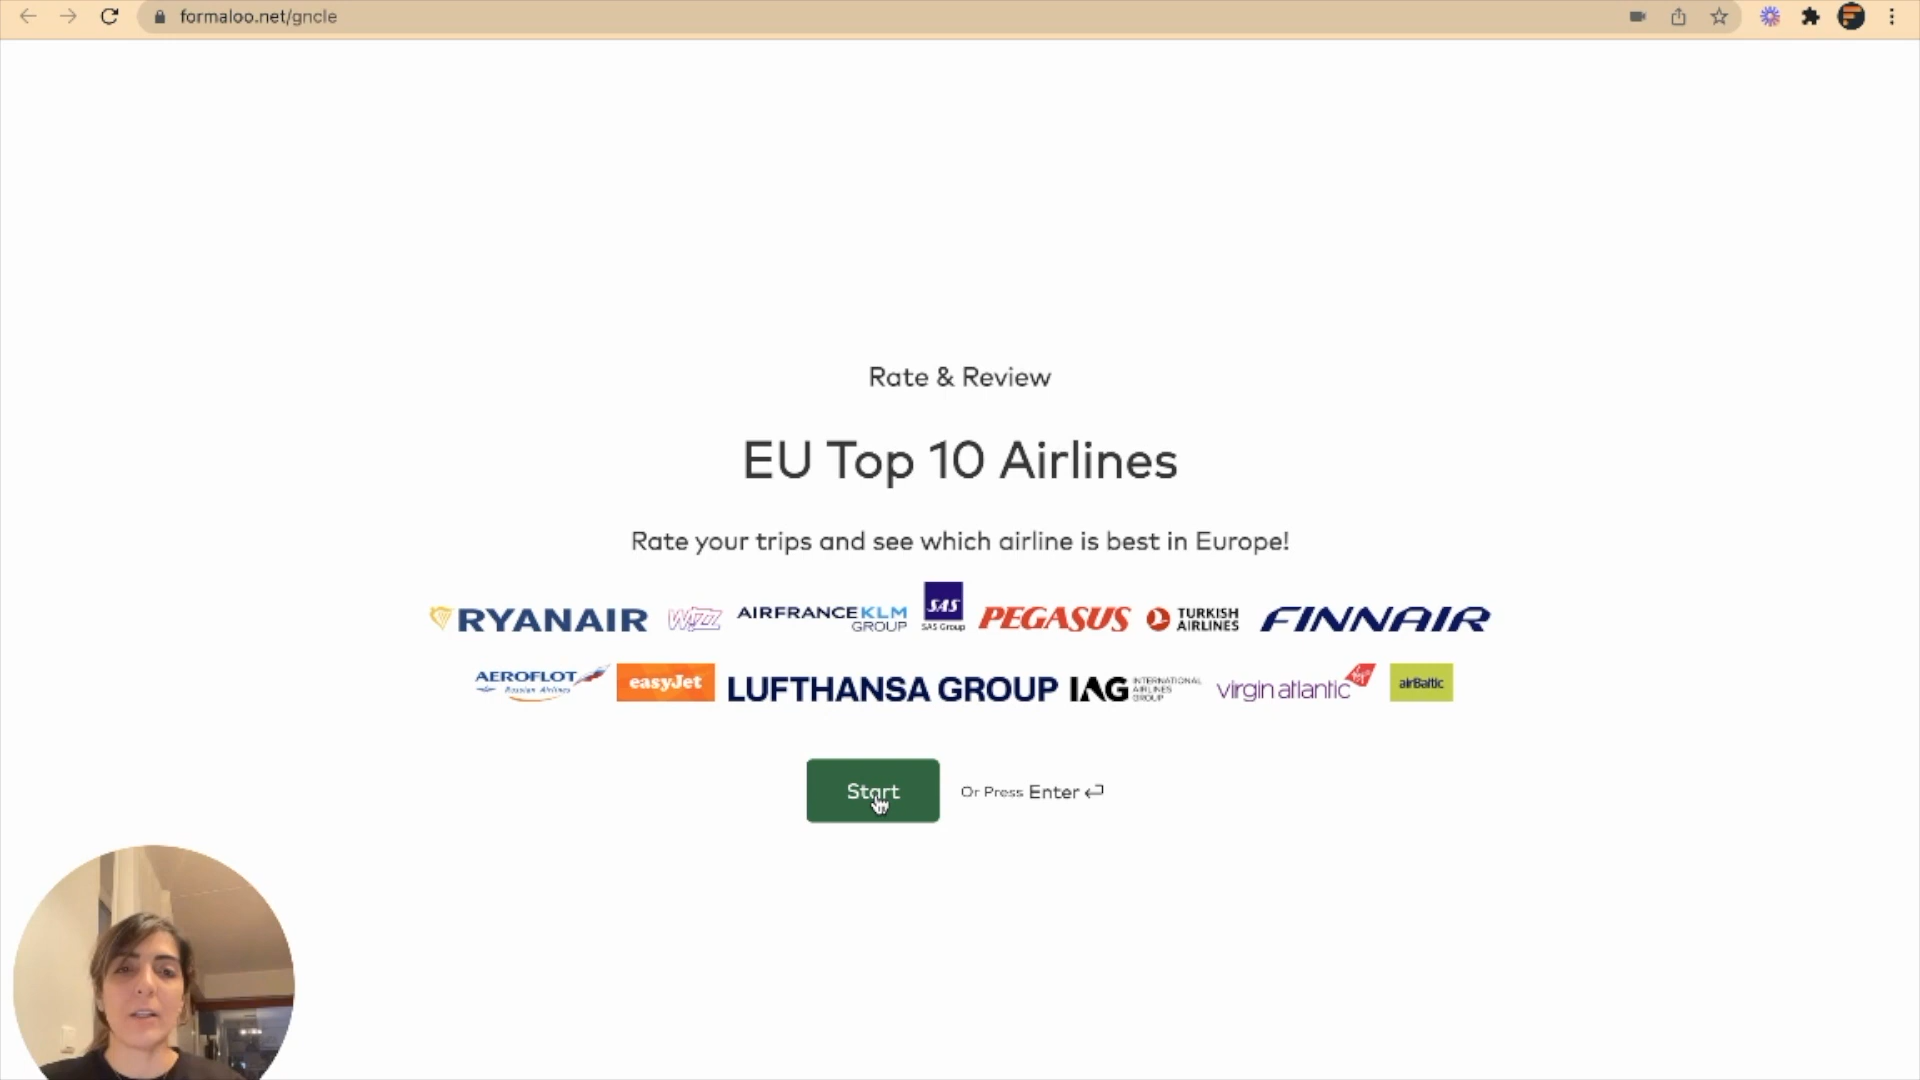 formaloo.net/gncle
Rate & Review
EU Top 10 Airlines
Rate your trips and see which airline is best in Europe!
RYANAIR WIZZ AIRFRANCEKLM GROUP SAS SAS Group PEGASUS TURKISH AIRLINES FINNAIR
AEROFLOT Russian Airlines easyJet LUFTHANSA GROUP IAG INTERNATIONAL AIRLINES GROUP virgin atlantic airBaltic
Start Or Press Enter